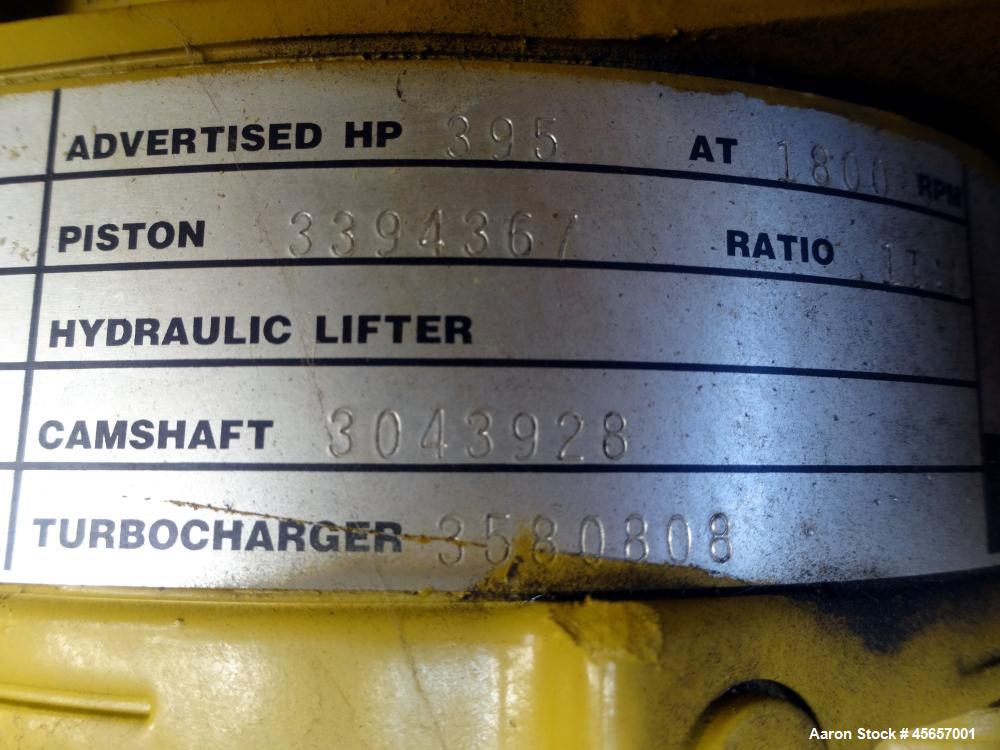 ADVERTISED HP 395 AT 1800 RPM
PISTON 3394367 RATIO
HYDRAULIC LIFTER
CAMSHAFT 3043928
TURBOCHARGER 3580808
Aaron Stock # 45657001